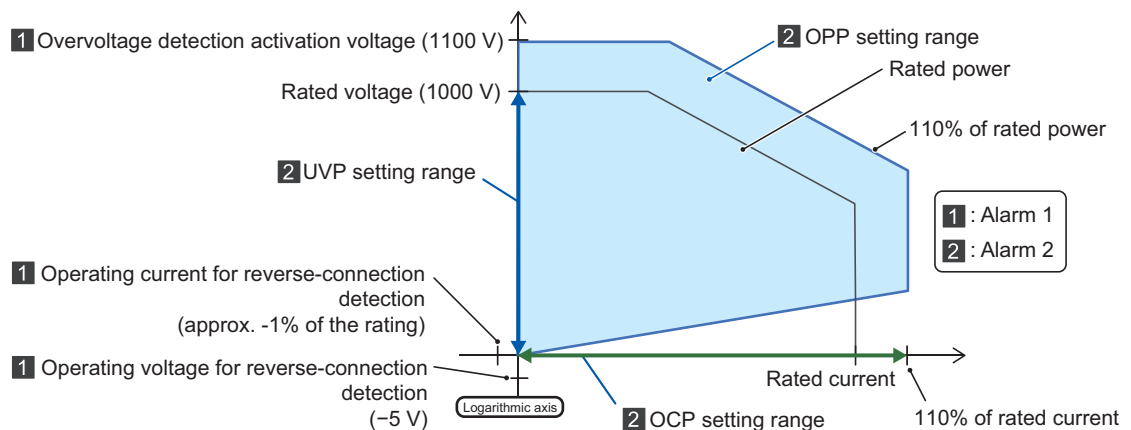 1 Overvoltage detection activation voltage (1100 V)
2 OPP setting range
Rated power
Rated voltage (1000 V)
110% of rated power
2 UVP setting range
1 : Alarm 1
2 : Alarm 2
1 Operating current for reverse-connection
detection
(approx. -1% of the rating)
1 Operating voltage for reverse-connection
detection
(−5 V)
Logarithmic axis
Rated current
2 OCP setting range
110% of rated current